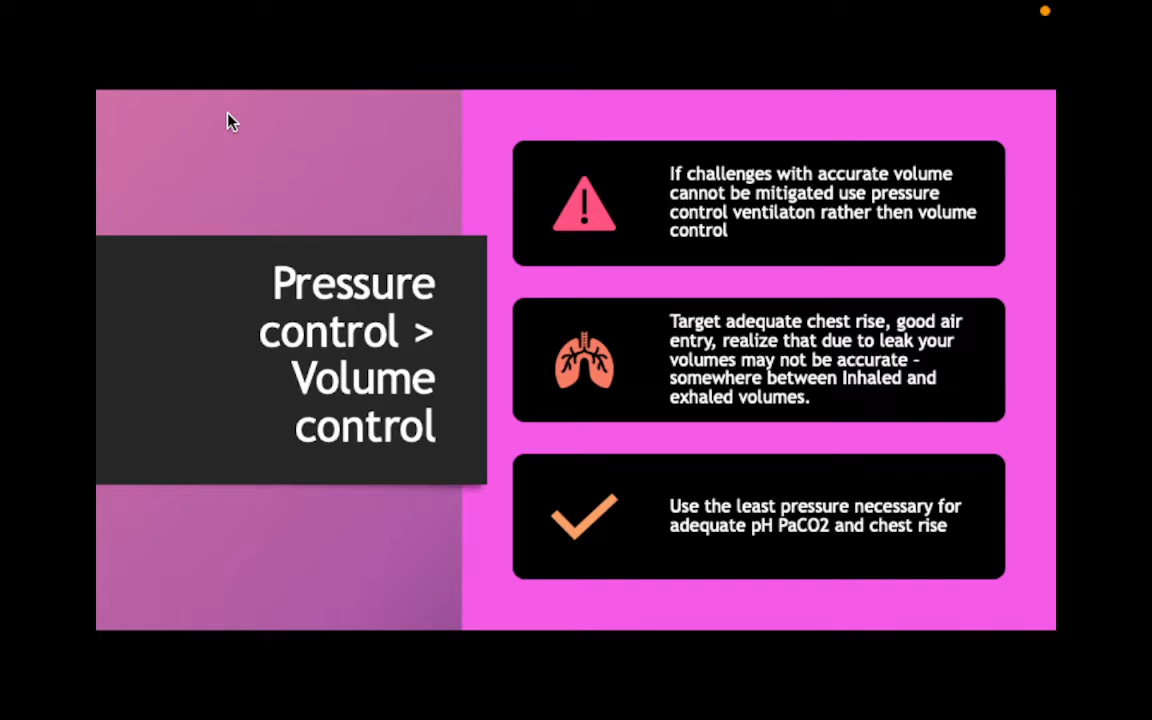 Pressure
control >
Volume
control
If challenges with accurate volume
cannot be mitigated use pressure
control ventilaton rather then volume
control
Target adequate chest rise, good air
entry, realize that due to leak your
volumes may not be accurate –
somewhere between Inhaled and
exhaled volumes.
Use the least pressure necessary for
adequate pH PaCO2 and chest rise